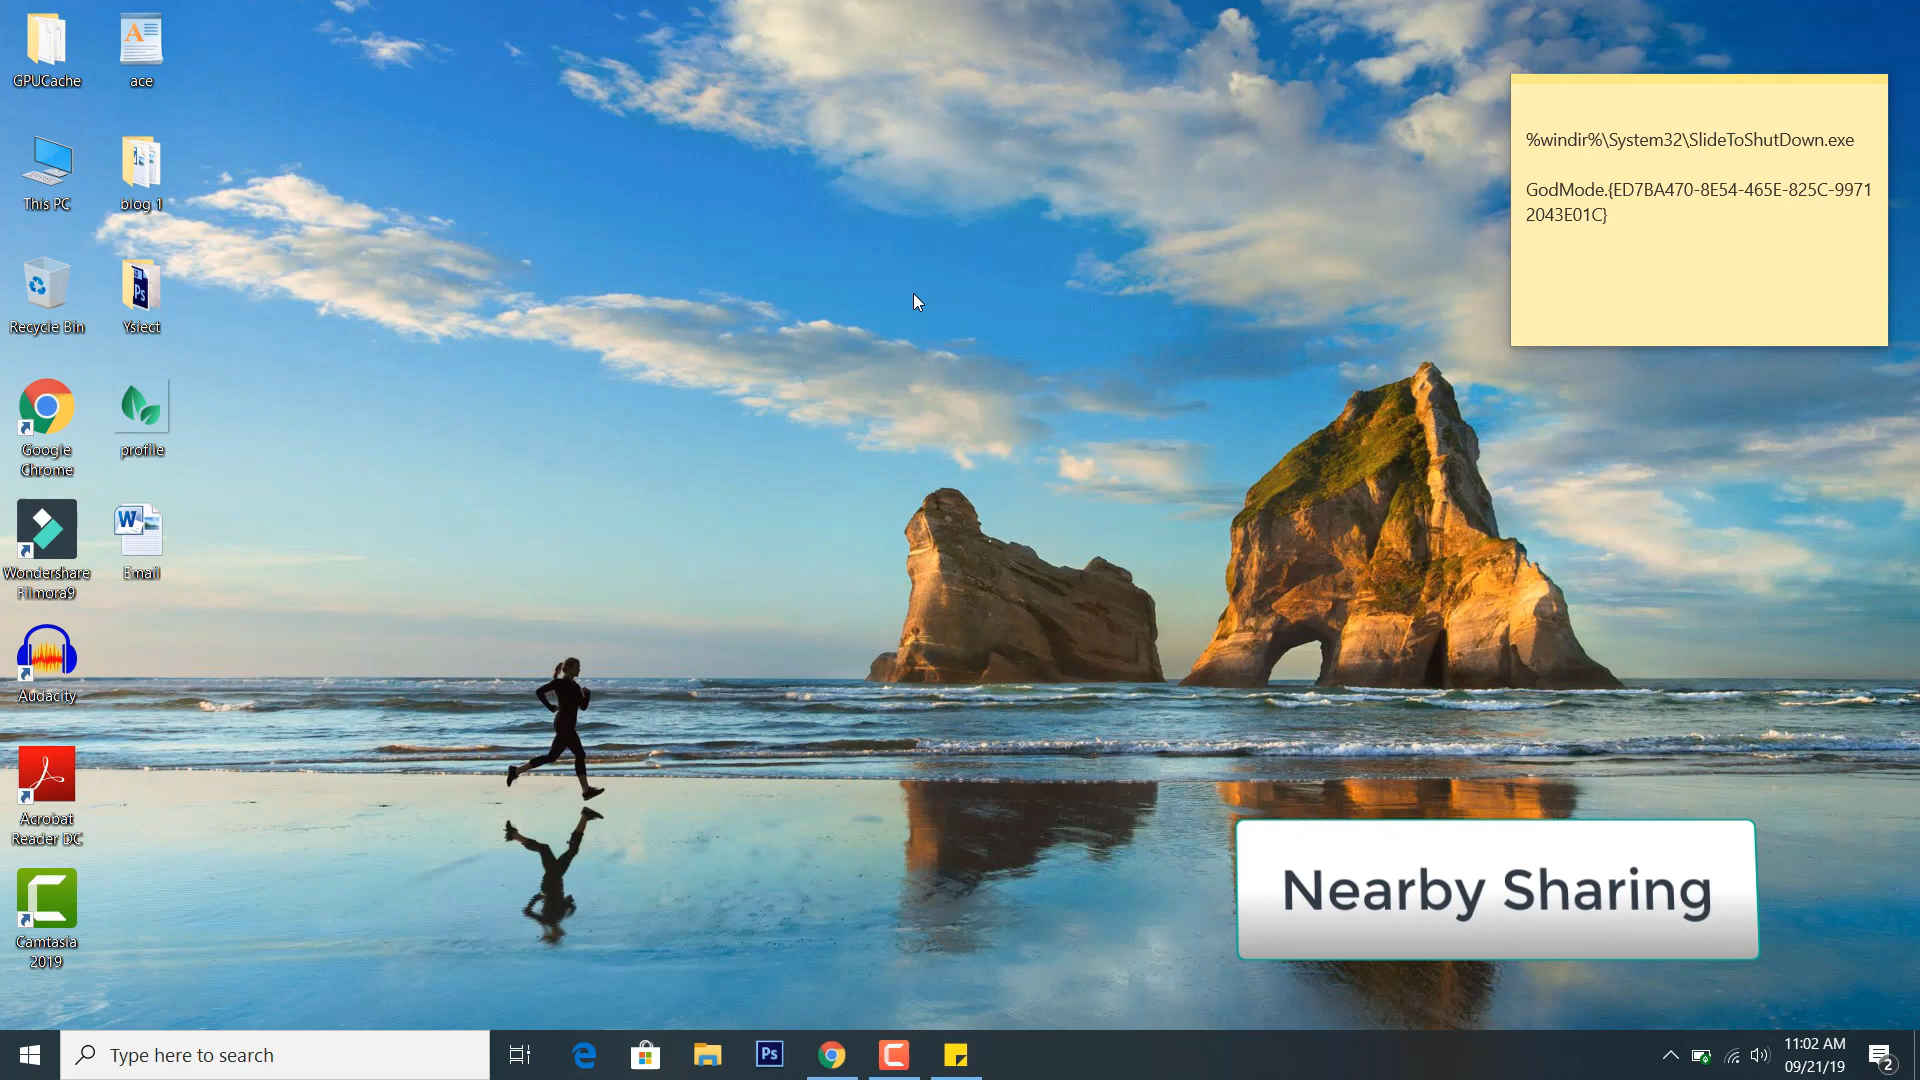 GPUCache
ace
This PC
blog 1
Recycle Bin
Ps
Ysiect
Google
Chrome
profile
Wondershare
Filmora9
W
Email
Audacity
Acrobat
Reader DC
Camtasia
2019
%windir%\System32\SlideToShutDown.exe
GodMode.{ED7BA470-8E54-465E-825C-9971
2043E01C}
Nearby Sharing
Type here to search
Ps
11:02 AM
09/21/19
2